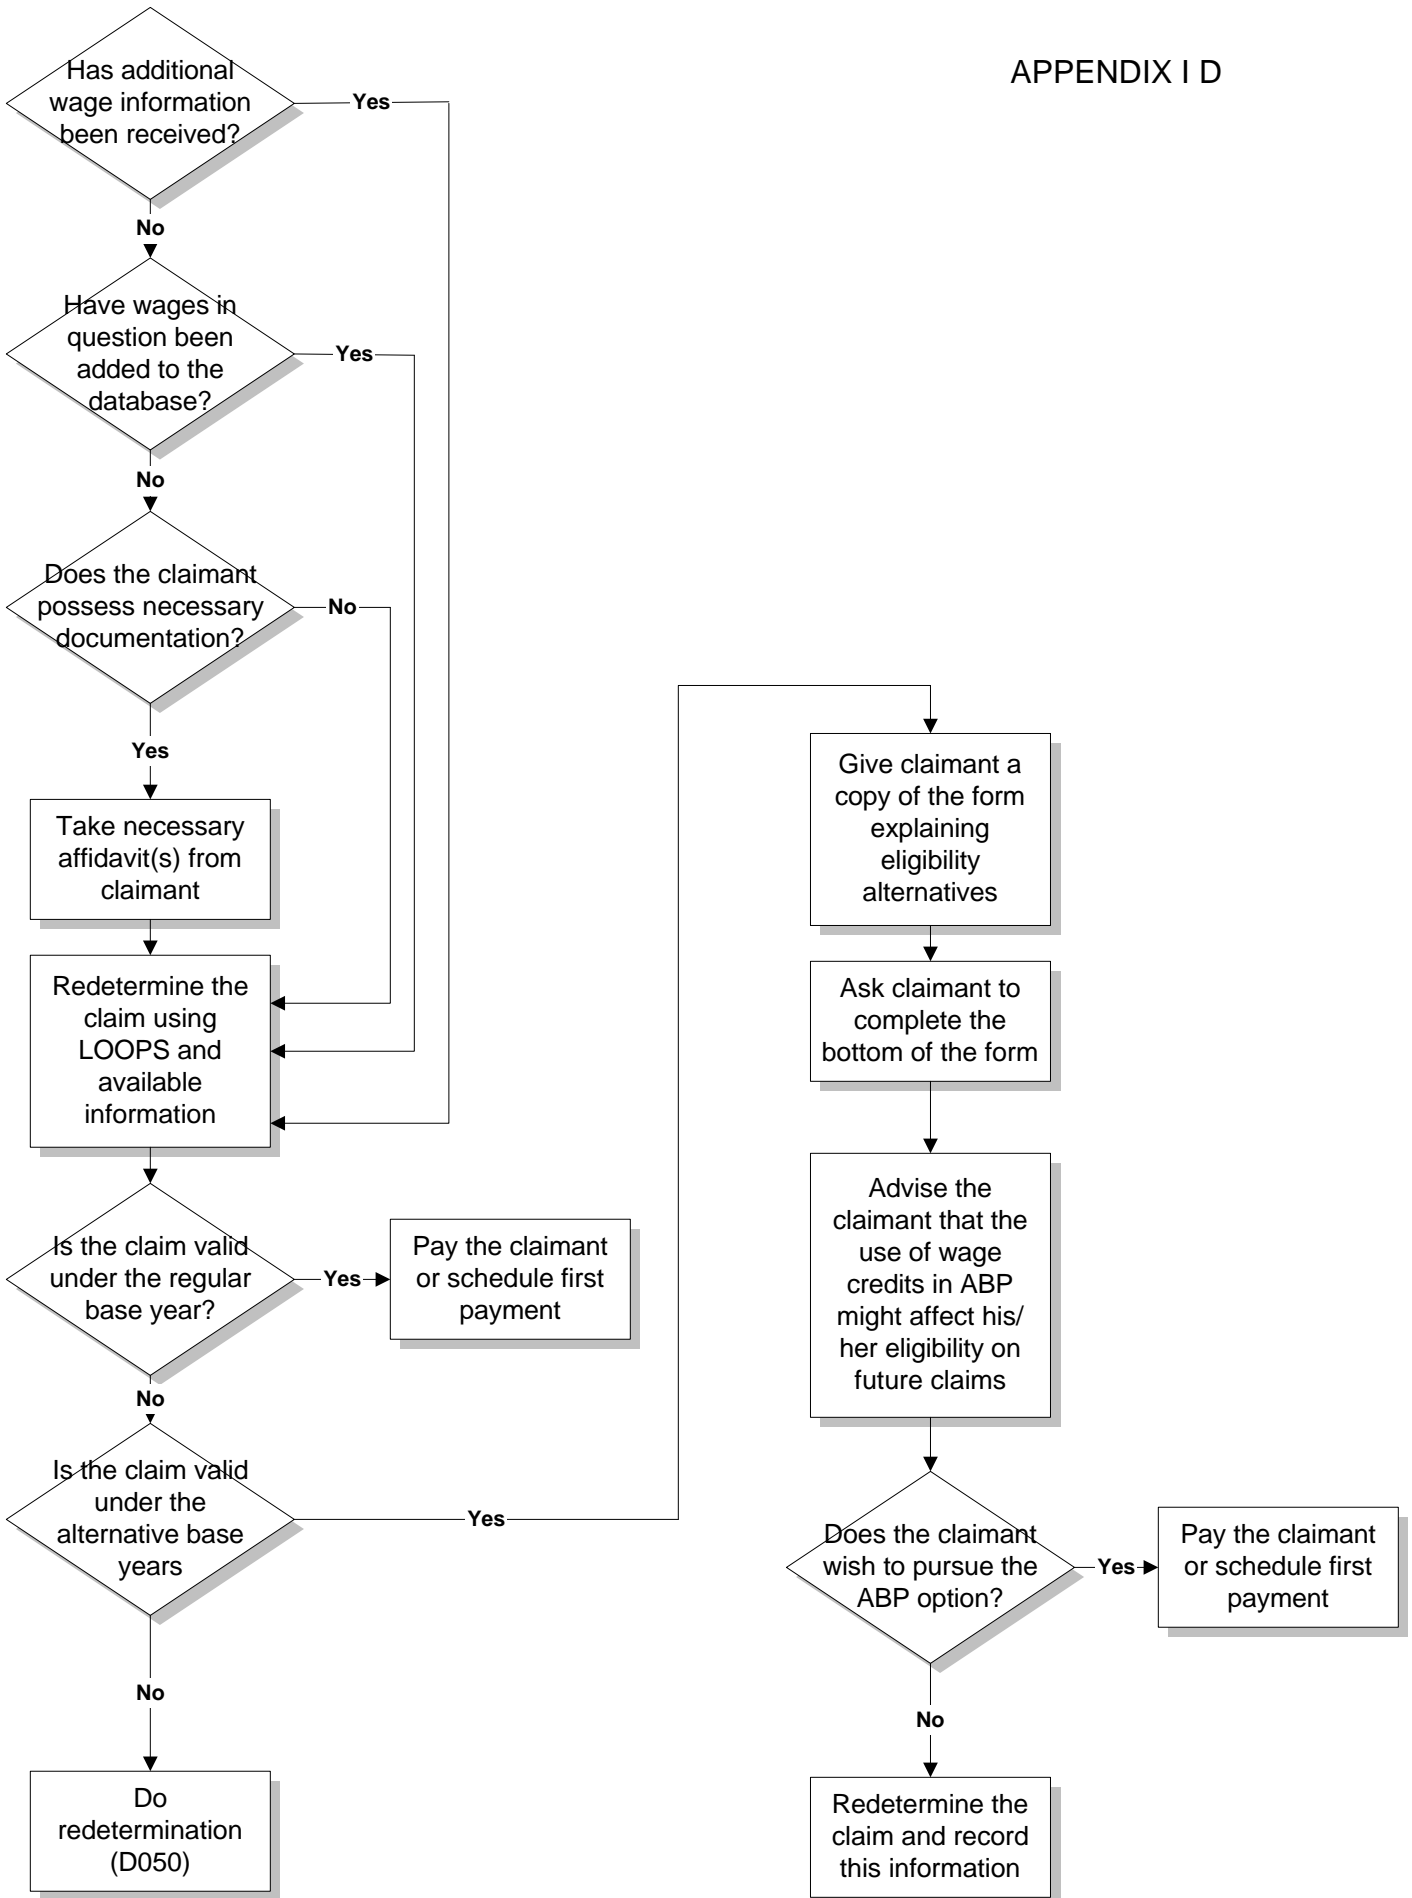 APPENDIX I D
Has additional
wage information
been received?
Yes
No
Have wages in
question been
added to the
database?
Yes
No
Does the claimant
possess necessary
documentation?
No
Yes
Take necessary
affidavit(s) from
claimant
Redetermine the
claim using
LOOPS and
available
information
Is the claim valid
under the regular
base year?
Yes
Pay the claimant
or schedule first
payment
No
Is the claim valid
under the
alternative base
years
Yes
No
Do
redetermination
(D050)
Give claimant a
copy of the form
explaining
eligibility
alternatives
Ask claimant to
complete the
bottom of the form
Advise the
claimant that the
use of wage
credits in ABP
might affect his/
her eligibility on
future claims
Does the claimant
wish to pursue the
ABP option?
Yes
Pay the claimant
or schedule first
payment
No
Redetermine the
claim and record
this information